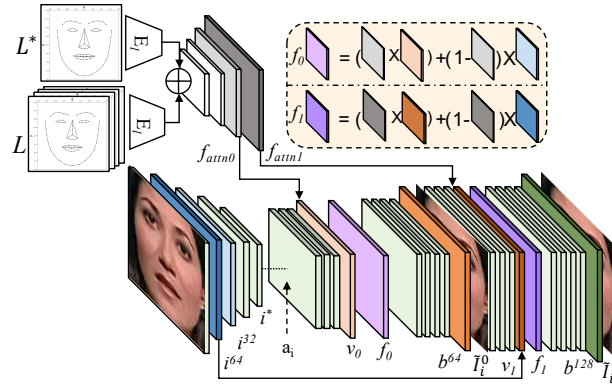 L*
E_l
f_0 = ( X ) + (1- ) X
L
E_l
f_1 = ( X ) + (1- ) X
f_attn0 f_attn1
i^64 i^32 i* a_i v_0 f_0 b^64 Ĩ_i^0 v_1 f_1 b^128 Ĩ_i